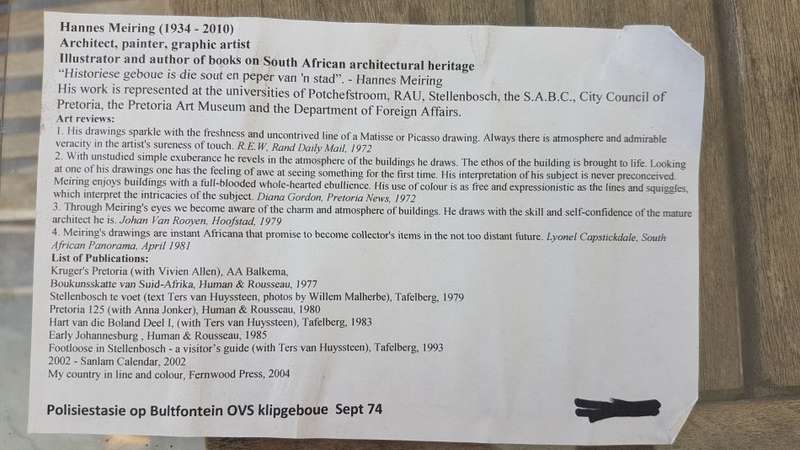 Hannes Meiring (1934 - 2010)
Architect, painter, graphic artist
Illustrator and author of books on South African architectural heritage
“Historiese geboue is die sout en peper van 'n stad”. - Hannes Meiring
His work is represented at the universities of Potchefstroom, RAU, Stellenbosch, the S.A.B.C., City Council of
Pretoria, the Pretoria Art Museum and the Department of Foreign Affairs.
Art reviews:
1. His drawings sparkle with the freshness and uncontrived line of a Matisse or Picasso drawing. Always there is atmosphere and admirable
veracity in the artist's sureness of touch. R.E.W, Rand Daily Mail, 1972
2. With unstudied simple exuberance he revels in the atmosphere of the buildings he draws. The ethos of the building is brought to life. Looking
at one of his drawings one has the feeling of awe at seeing something for the first time. His interpretation of his subject is never preconceived.
Meiring enjoys buildings with a full-blooded whole-hearted ebullience. His use of colour is as free and expressionistic as the lines and squiggles,
which interpret the intricacies of the subject. Diana Gordon, Pretoria News, 1972
3. Through Meiring's eyes we become aware of the charm and atmosphere of buildings. He draws with the skill and self-confidence of the mature
architect he is. Johan Van Rooyen, Hoofstad, 1979
4. Meiring's drawings are instant Africana that promise to become collector's items in the not too distant future. Lyonel Capstickdale, South
African Panorama, April 1981
List of Publications:
Kruger's Pretoria (with Vivien Allen), AA Balkema,
Boukunsskatte van Suid-Afrika, Human & Rousseau, 1977
Stellenbosch te voet (text Ters van Huyssteen, photos by Willem Malherbe), Tafelberg, 1979
Pretoria 125 (with Anna Jonker), Human & Rousseau, 1980
Hart van die Boland Deel I, (with Ters van Huyssteen), Tafelberg, 1983
Early Johannesburg , Human & Rousseau, 1985
Footloose in Stellenbosch - a visitor's guide (with Ters van Huyssteen), Tafelberg, 1993
2002 - Sanlam Calendar, 2002
My country in line and colour, Fernwood Press, 2004
Polisiestasie op Bultfontein OVS klipgeboue Sept 74